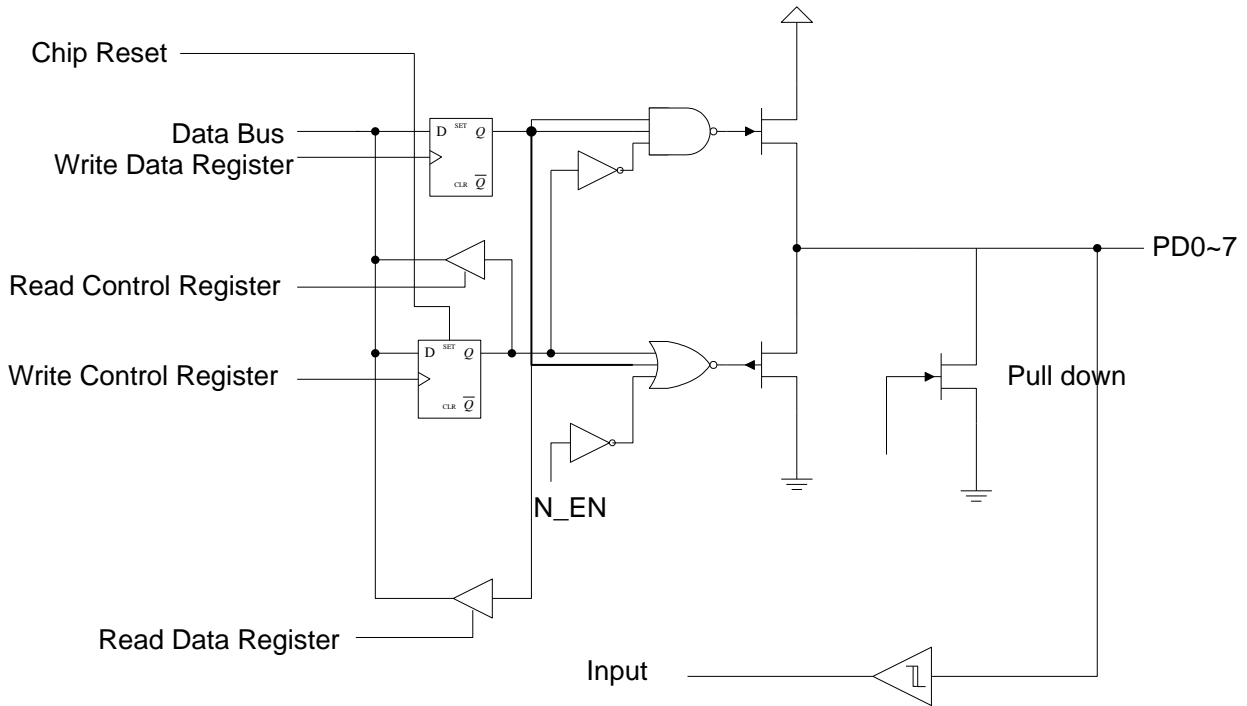 Chip Reset
Data Bus
Write Data Register
D SET Q
CLR Q̅
PD0~7
Read Control Register
D SET Q
Write Control Register
CLR Q̅
Pull down
N_EN
Read Data Register
Input